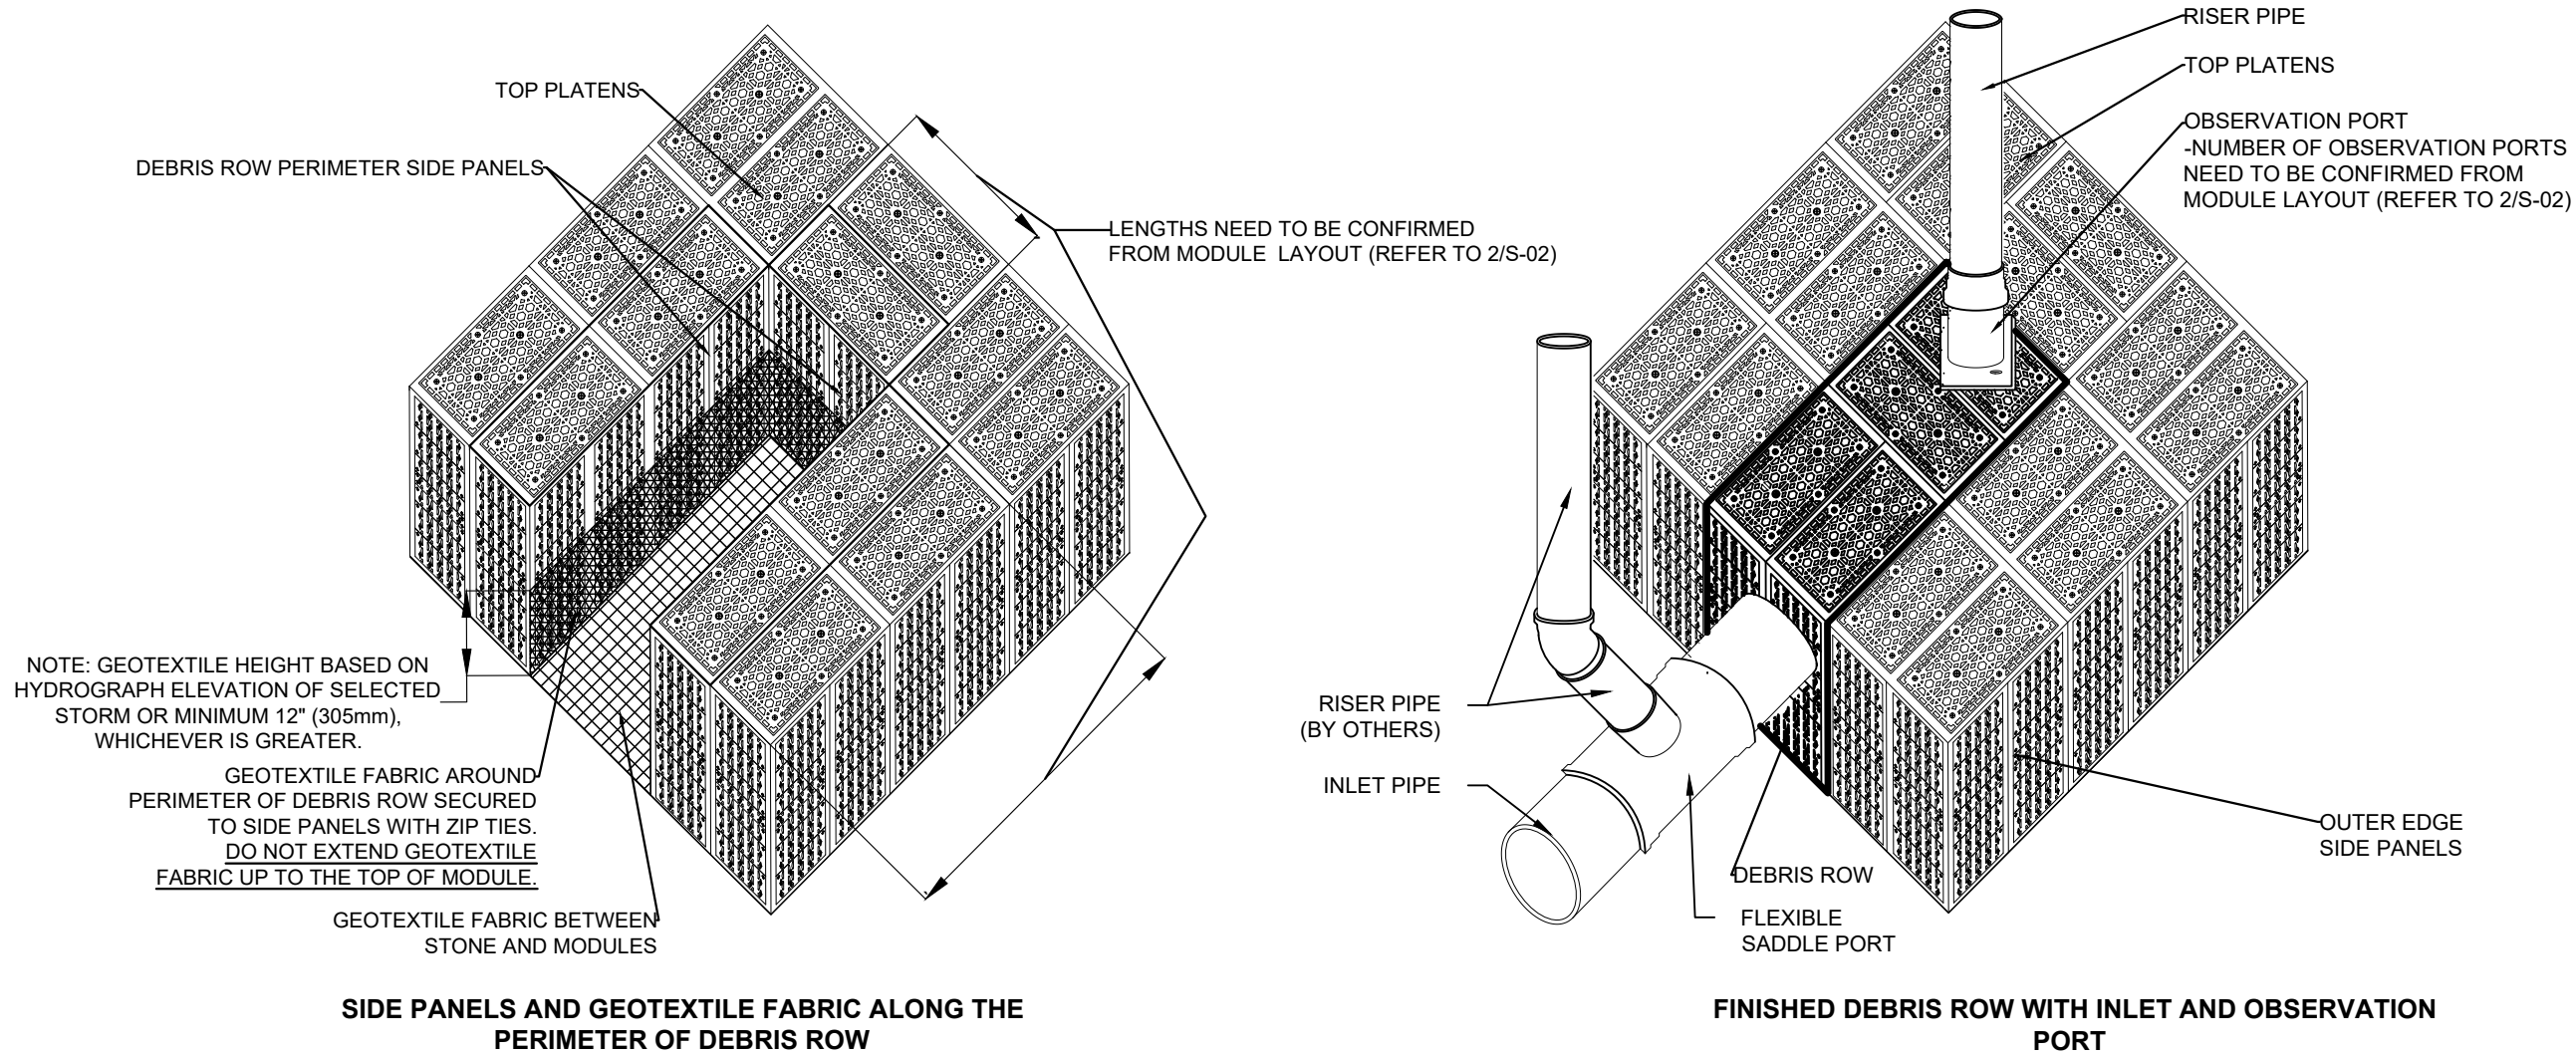 TOP PLATENS
DEBRIS ROW PERIMETER SIDE PANELS
LENGTHS NEED TO BE CONFIRMED
FROM MODULE LAYOUT (REFER TO 2/S-02)
NOTE: GEOTEXTILE HEIGHT BASED ON
HYDROGRAPH ELEVATION OF SELECTED
STORM OR MINIMUM 12" (305mm),
WHICHEVER IS GREATER.
GEOTEXTILE FABRIC AROUND
PERIMETER OF DEBRIS ROW SECURED
TO SIDE PANELS WITH ZIP TIES.
DO NOT EXTEND GEOTEXTILE
FABRIC UP TO THE TOP OF MODULE.
GEOTEXTILE FABRIC BETWEEN
STONE AND MODULES
SIDE PANELS AND GEOTEXTILE FABRIC ALONG THE
PERIMETER OF DEBRIS ROW
RISER PIPE
TOP PLATENS
OBSERVATION PORT
-NUMBER OF OBSERVATION PORTS
NEED TO BE CONFIRMED FROM
MODULE LAYOUT (REFER TO 2/S-02)
RISER PIPE
(BY OTHERS)
INLET PIPE
DEBRIS ROW
FLEXIBLE
SADDLE PORT
OUTER EDGE
SIDE PANELS
FINISHED DEBRIS ROW WITH INLET AND OBSERVATION
PORT